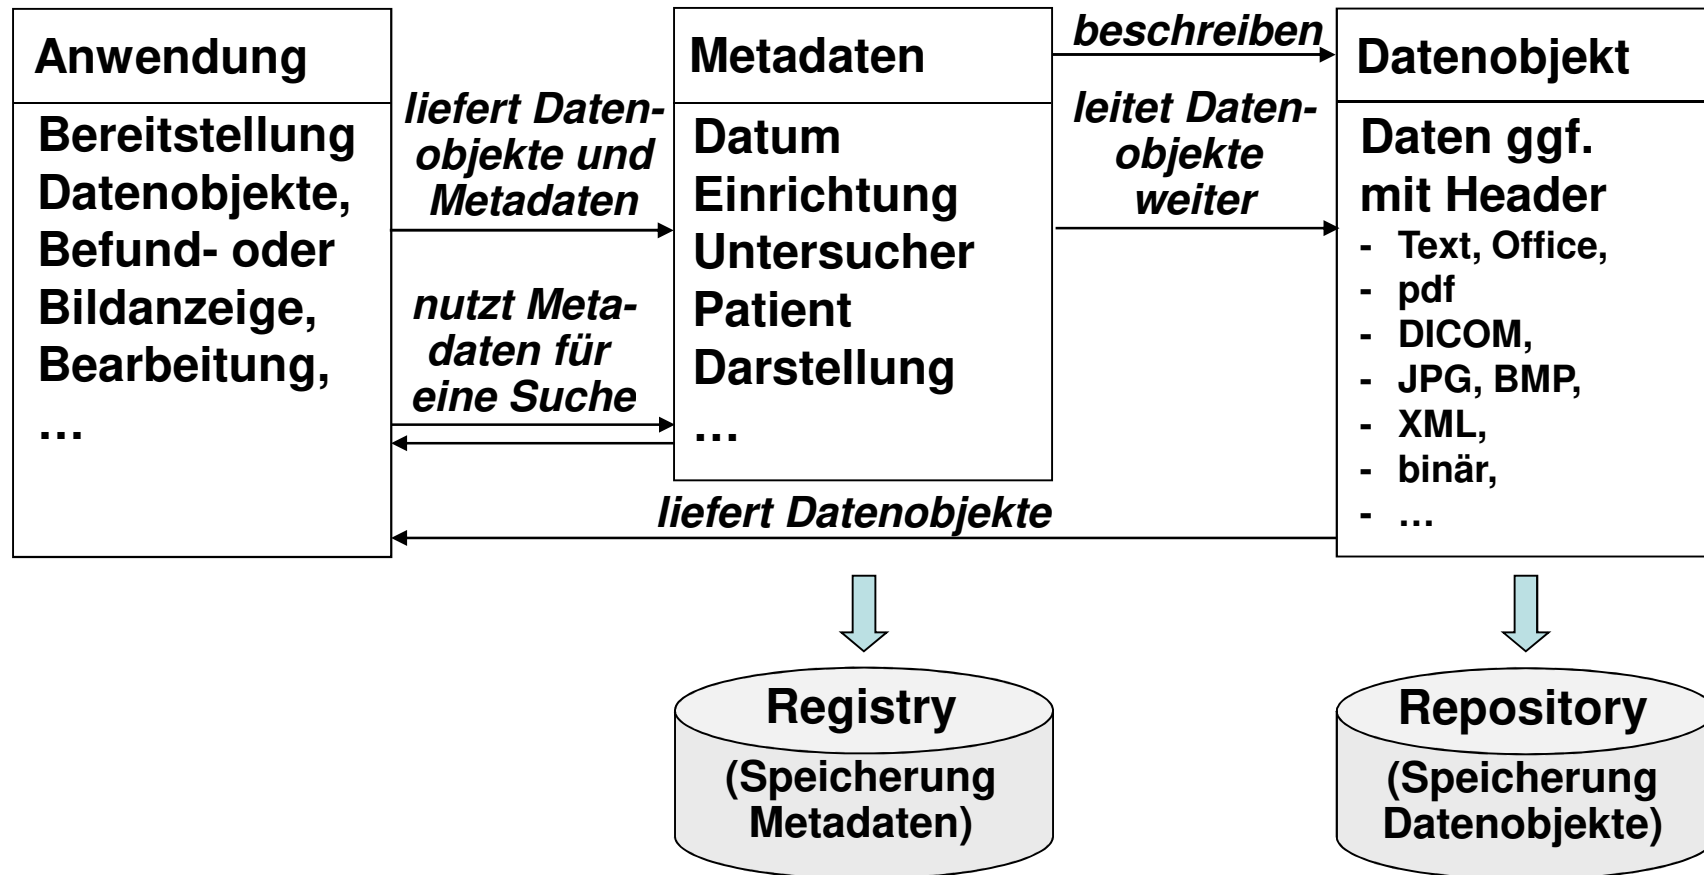 Anwendung
Bereitstellung
Datenobjekte,
Befund- oder
Bildanzeige,
Bearbeitung,
…
liefert Daten-
objekte und
Metadaten
nutzt Meta-
daten für
eine Suche
Metadaten
Datum
Einrichtung
Untersucher
Patient
Darstellung
…
beschreiben
leitet Daten-
objekte
weiter
liefert Datenobjekte
Datenobjekt
Daten ggf.
mit Header
- Text, Office,
- pdf
- DICOM,
- JPG, BMP,
- XML,
- binär,
- …
Registry
(Speicherung
Metadaten)
Repository
(Speicherung
Datenobjekte)